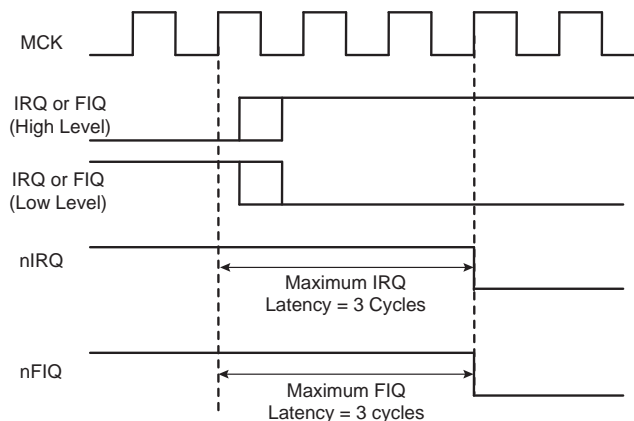 MCK
IRQ or FIQ
(High Level)
IRQ or FIQ
(Low Level)
nIRQ
Maximum IRQ
Latency = 3 Cycles
nFIQ
Maximum FIQ
Latency = 3 cycles